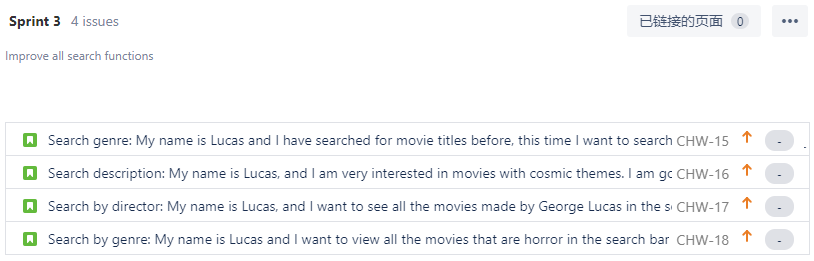 Sprint 3 4 issues 已链接的页面 0 •••
Improve all search functions
Search genre: My name is Lucas and I have searched for movie titles before, this time I want to search CHW-15 -
Search description: My name is Lucas, and I am very interested in movies with cosmic themes. I am go CHW-16 -
Search by director: My name is Lucas, and I want to see all the movies made by George Lucas in the s CHW-17 -
Search by genre: My name is Lucas and I want to view all the movies that are horror in the search bar CHW-18 -